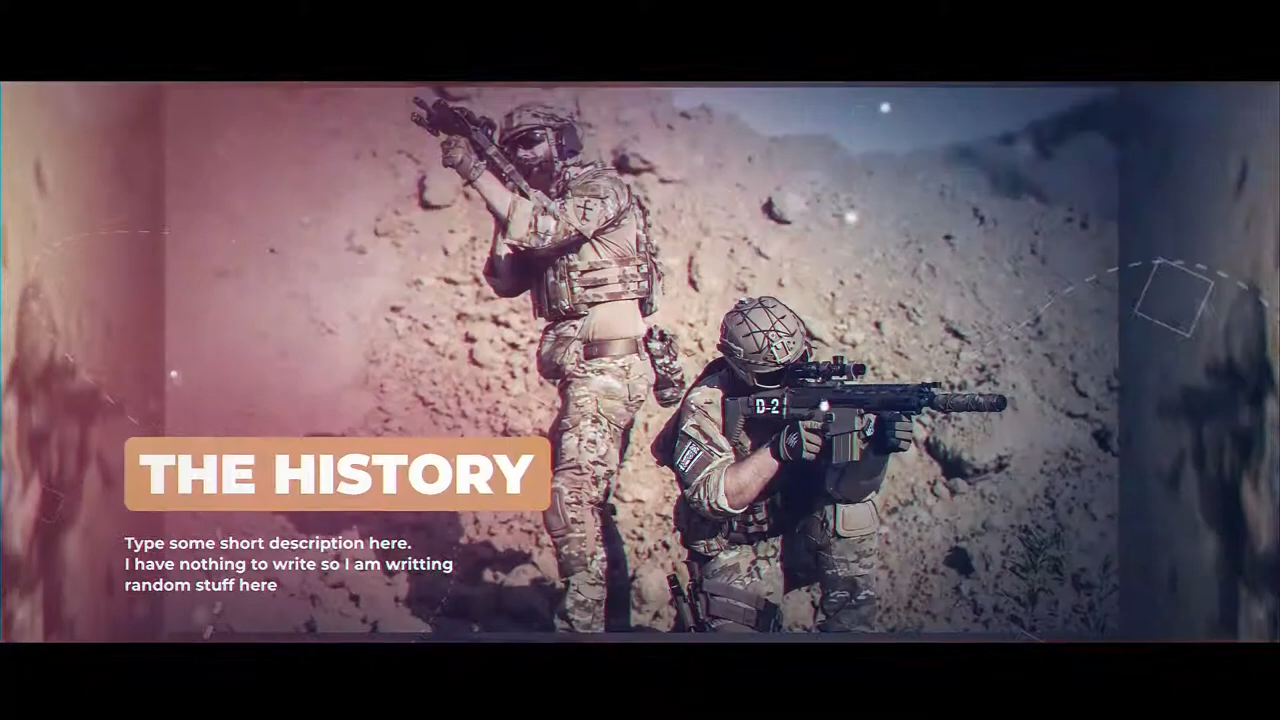 THE HISTORY
Type some short description here.
I have nothing to write so I am writting
random stuff here
D-2